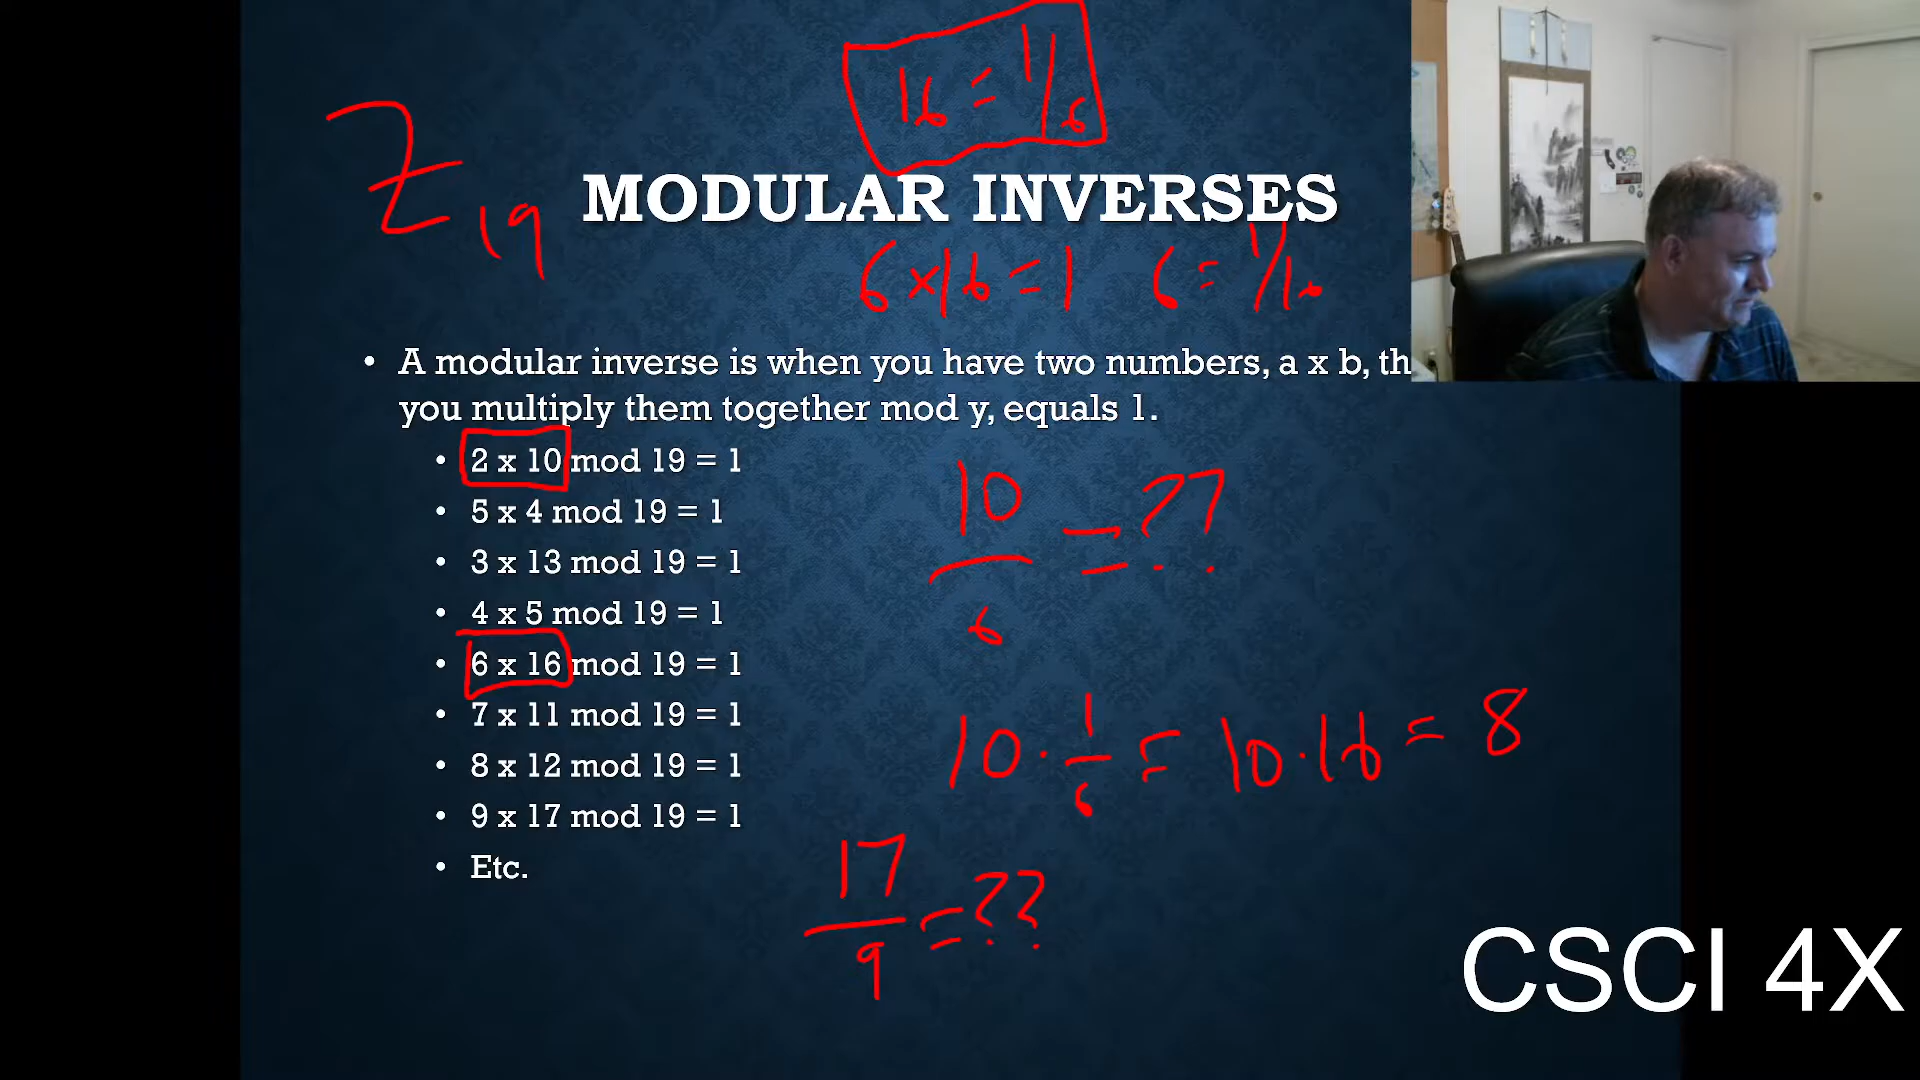 16 = 1/6
Z19
MODULAR INVERSES
6 x 16 = 1 6 = 1/16
• A modular inverse is when you have two numbers, a x b, th
you multiply them together mod y, equals 1.
• 2 x 10 mod 19 = 1
• 5 x 4 mod 19 = 1
• 3 x 13 mod 19 = 1
• 4 x 5 mod 19 = 1
• 6 x 16 mod 19 = 1
• 7 x 11 mod 19 = 1
• 8 x 12 mod 19 = 1
• 9 x 17 mod 19 = 1
• Etc.
10/6 = ??
10 · 1/6 = 10 · 16 = 8
17/9 = ??
CSCI 4X